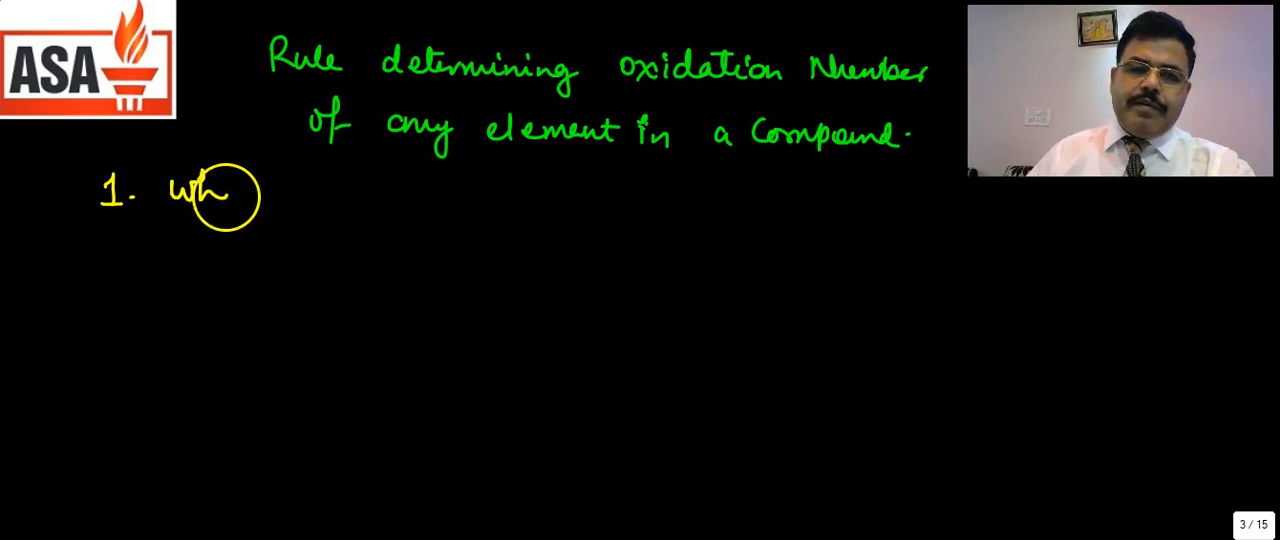 ASA
Rule determining oxidation Number
of any element in a Compound.
1. wh
3 / 15